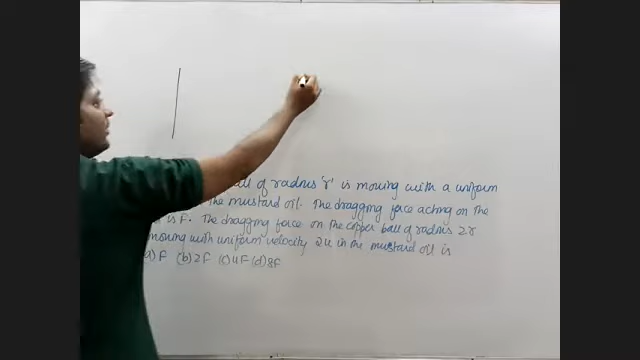 ball of radius 'r' is moving with a uniform
the mustard oil. The dragging force acting on the
is F. The dragging force on the copper ball of radius 2r
moving with uniform velocity 2u in the mustard oil is
a) F (b) 2F (c) 4F (d) 8F